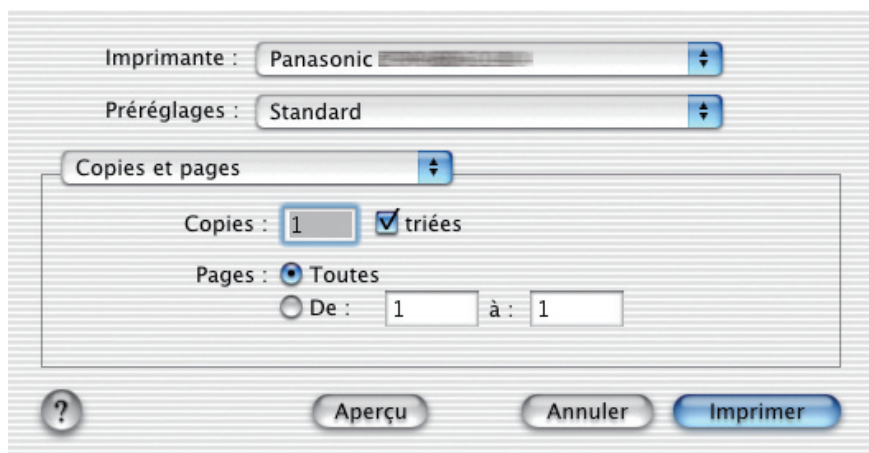 Imprimante : Panasonic
Préréglages : Standard
Copies et pages
Copies : 1 triées
Pages : Toutes
De : 1 à : 1
? Aperçu Annuler Imprimer